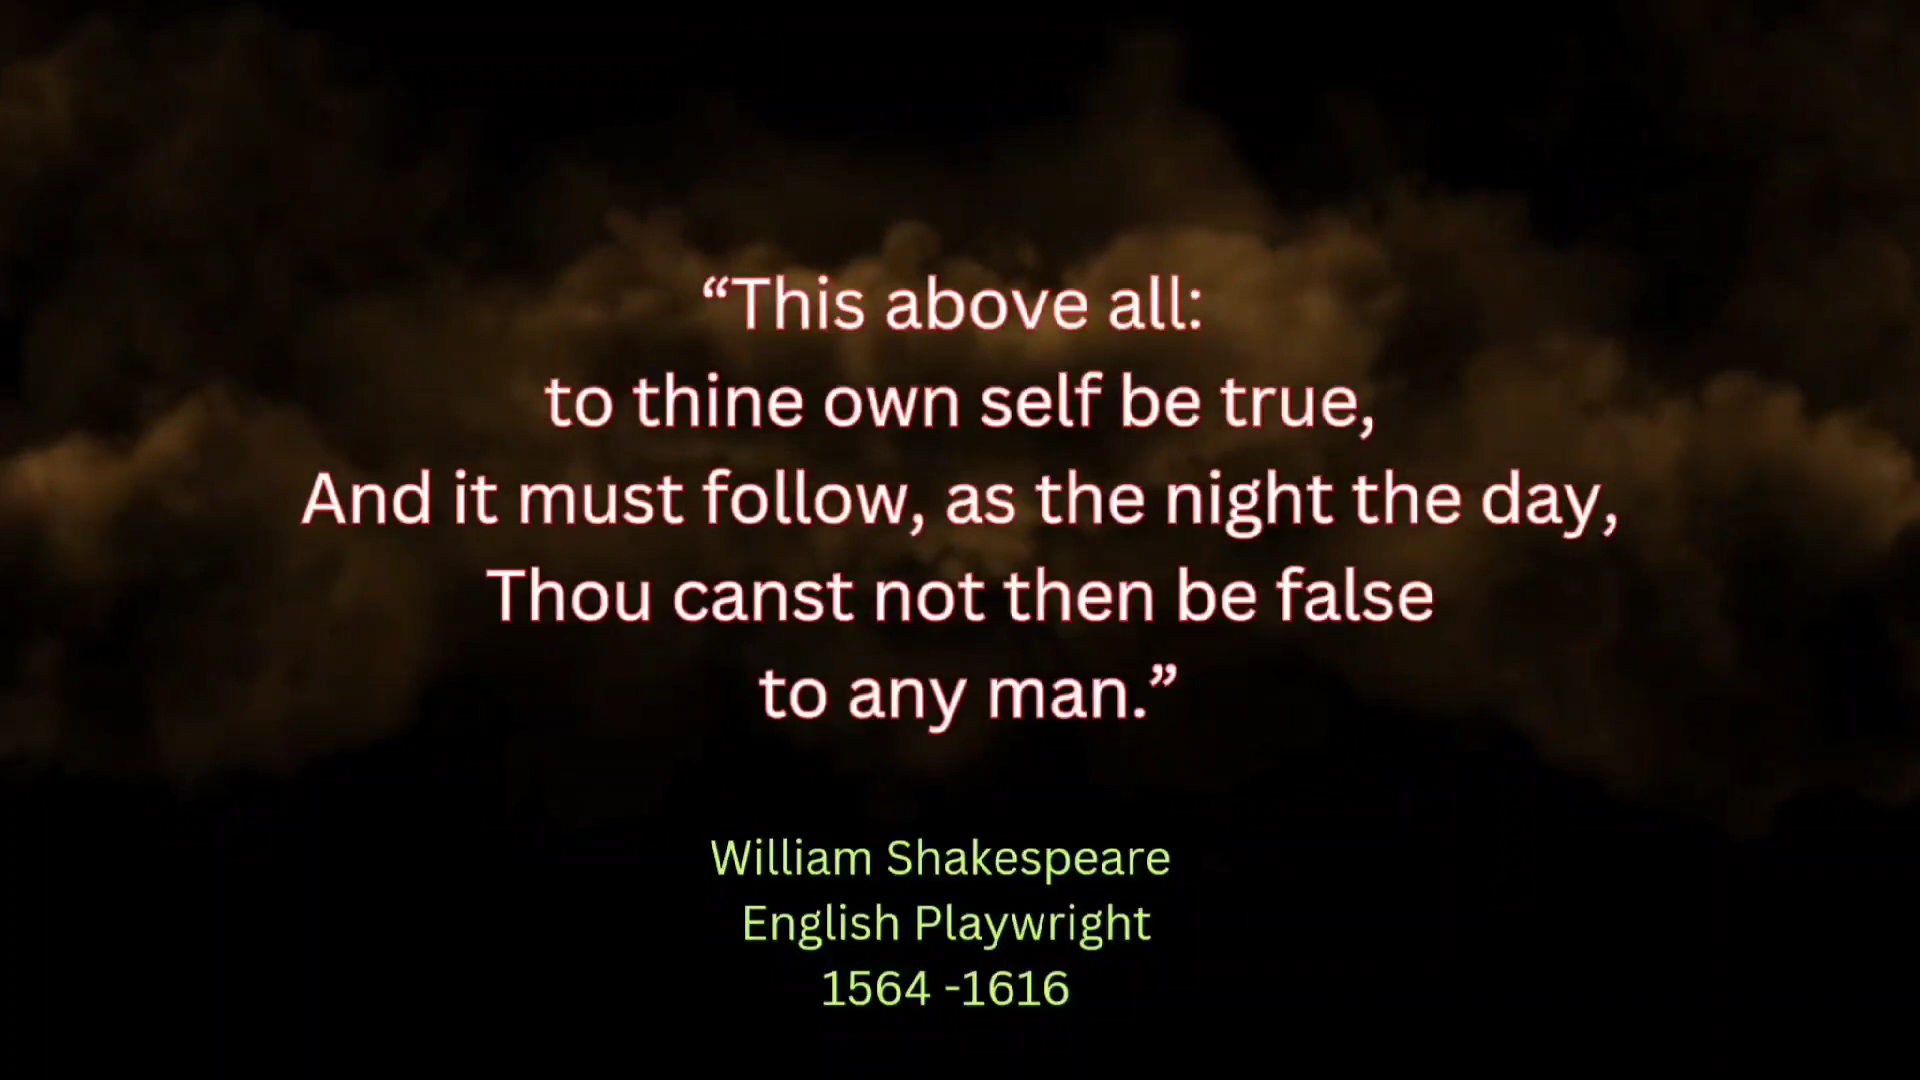 “This above all:
to thine own self be true,
And it must follow, as the night the day,
Thou canst not then be false
to any man.”
William Shakespeare
English Playwright
1564 -1616